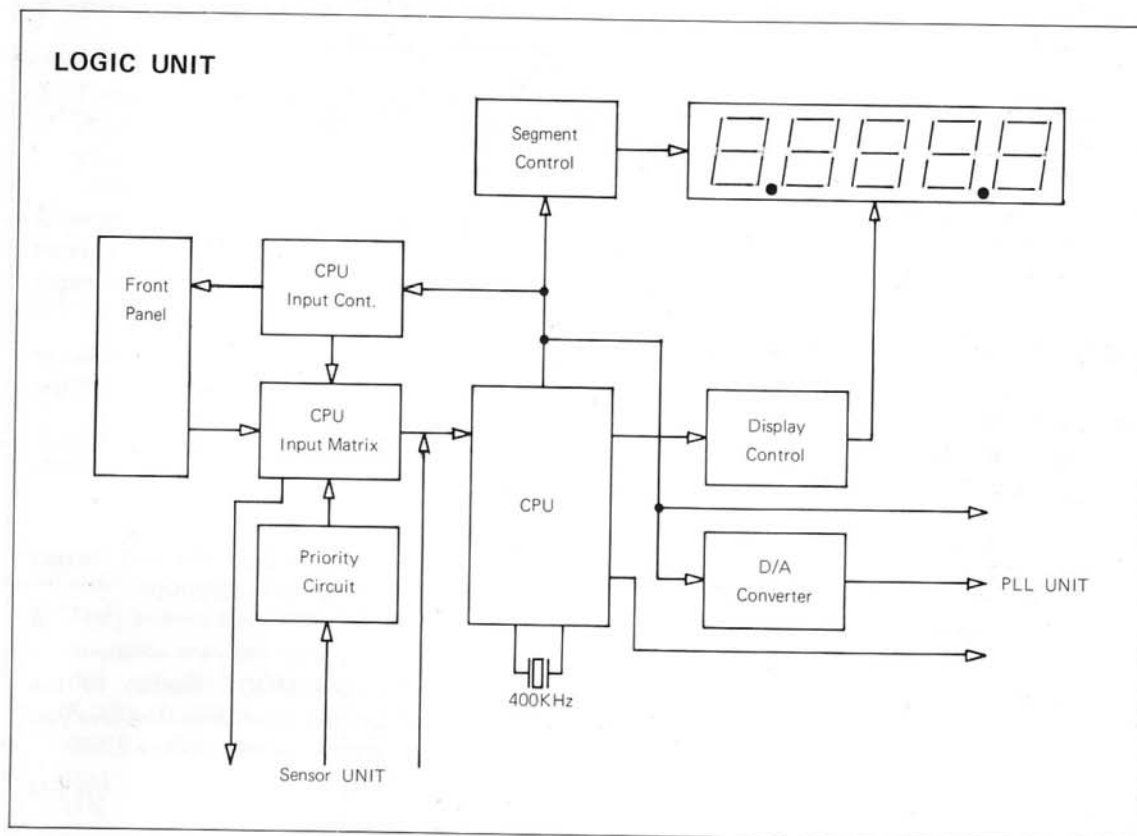 LOGIC UNIT
Segment
Control
CPU
Input Cont.
Front
Panel
CPU
Input Matrix
CPU
Display
Control
Priority
Circuit
D/A
Converter
PLL UNIT
400KHz
Sensor UNIT